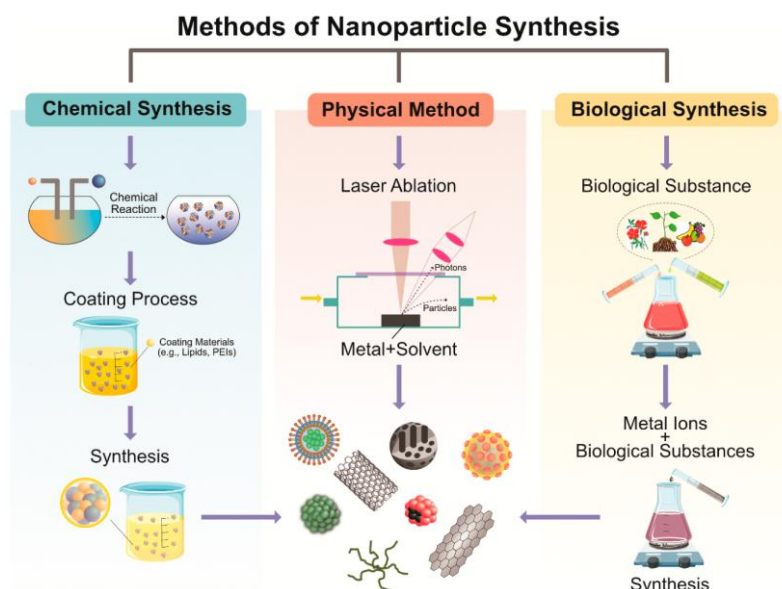 Methods of Nanoparticle Synthesis
Chemical Synthesis
Chemical
Reaction
Coating Process
Coating Materials
(e.g., Lipids, PEIs)
Synthesis
Physical Method
Laser Ablation
Photons
Particles
Metal+Solvent
Biological Synthesis
Biological Substance
Metal Ions
+
Biological Substances
Synthesis